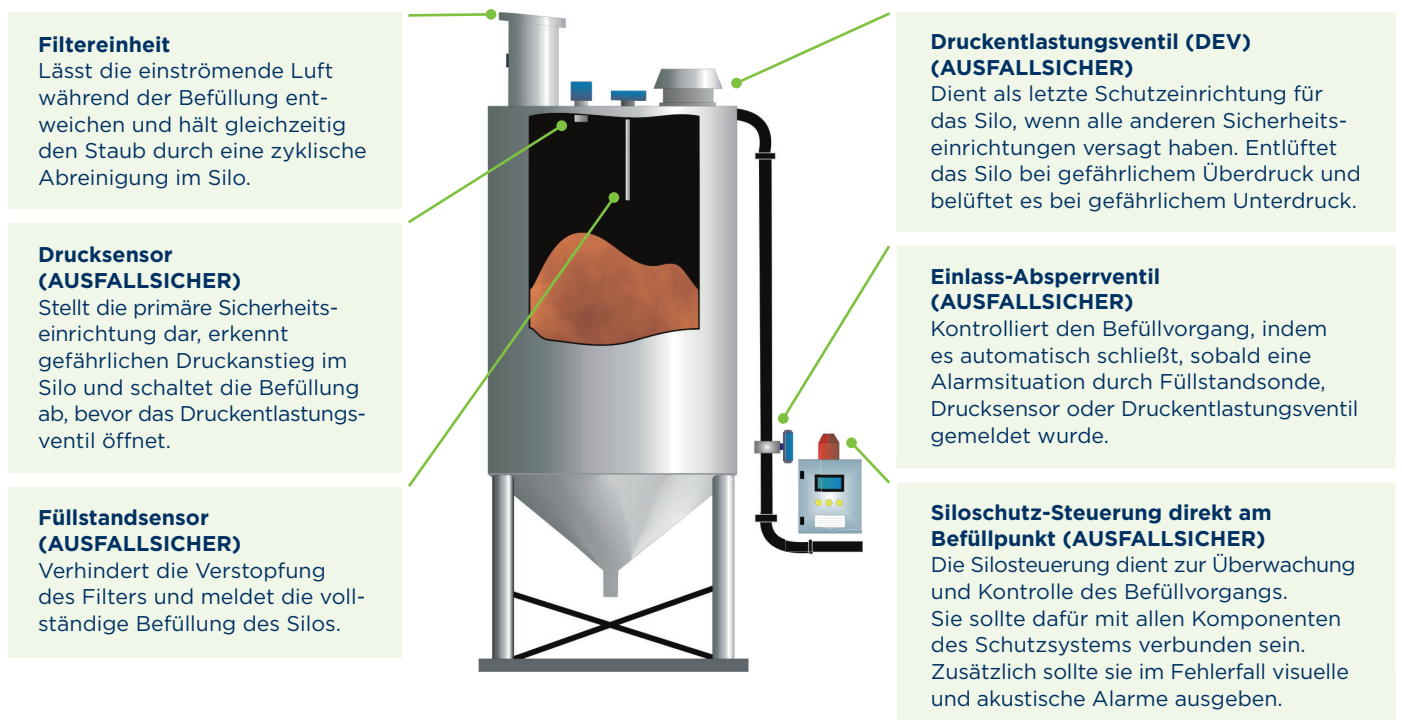 Filtereinheit
Lässt die einströmende Luft
während der Befüllung ent-
weichen und hält gleichzeitig
den Staub durch eine zyklische
Abreinigung im Silo.
Drucksensor
(AUSFALLSICHER)
Stellt die primäre Sicherheits-
einrichtung dar, erkennt
gefährlichen Druckanstieg im
Silo und schaltet die Befüllung
ab, bevor das Druckentlastungs-
ventil öffnet.
Füllstandsensor
(AUSFALLSICHER)
Verhindert die Verstopfung
des Filters und meldet die voll-
ständige Befüllung des Silos.
Druckentlastungsventil (DEV)
(AUSFALLSICHER)
Dient als letzte Schutzeinrichtung für
das Silo, wenn alle anderen Sicherheits-
einrichtungen versagt haben. Entlüftet
das Silo bei gefährlichem Überdruck und
belüftet es bei gefährlichem Unterdruck.
Einlass-Absperrventil
(AUSFALLSICHER)
Kontrolliert den Befüllvorgang, indem
es automatisch schließt, sobald eine
Alarmsituation durch Füllstandsonde,
Drucksensor oder Druckentlastungsventil
gemeldet wurde.
Siloschutz-Steuerung direkt am
Befüllpunkt (AUSFALLSICHER)
Die Silosteuerung dient zur Überwachung
und Kontrolle des Befüllvorgangs.
Sie sollte dafür mit allen Komponenten
des Schutzsystems verbunden sein.
Zusätzlich sollte sie im Fehlerfall visuelle
und akustische Alarme ausgeben.